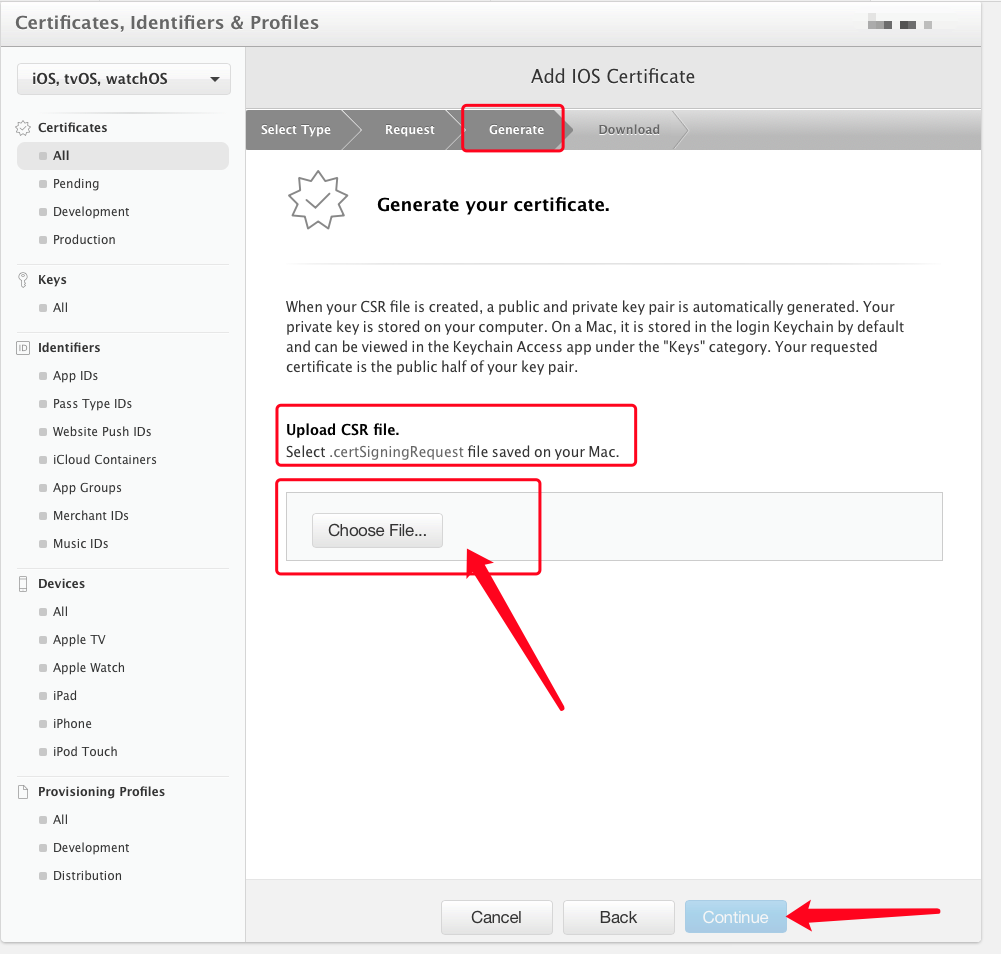 Certificates, Identifiers & Profiles
iOS, tvOS, watchOS
Certificates
All
Pending
Development
Production
Keys
All
ID Identifiers
App IDs
Pass Type IDs
Website Push IDs
iCloud Containers
App Groups
Merchant IDs
Music IDs
Devices
All
Apple TV
Apple Watch
iPad
iPhone
iPod Touch
Provisioning Profiles
All
Development
Distribution
Add IOS Certificate
Select Type Request Generate Download
Generate your certificate.
When your CSR file is created, a public and private key pair is automatically generated. Your
private key is stored on your computer. On a Mac, it is stored in the login Keychain by default
and can be viewed in the Keychain Access app under the "Keys" category. Your requested
certificate is the public half of your key pair.
Upload CSR file.
Select .certSigningRequest file saved on your Mac.
Choose File...
Cancel Back Continue